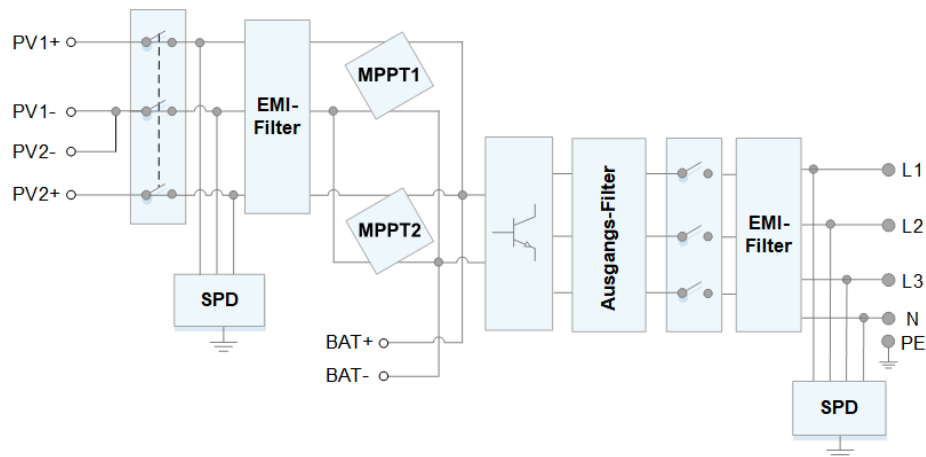 PV1+
PV1-
PV2-
PV2+
EMI-
Filter
MPPT1
MPPT2
SPD
BAT+
BAT-
Ausgangs-Filter
EMI-
Filter
L1
L2
L3
N
PE
SPD